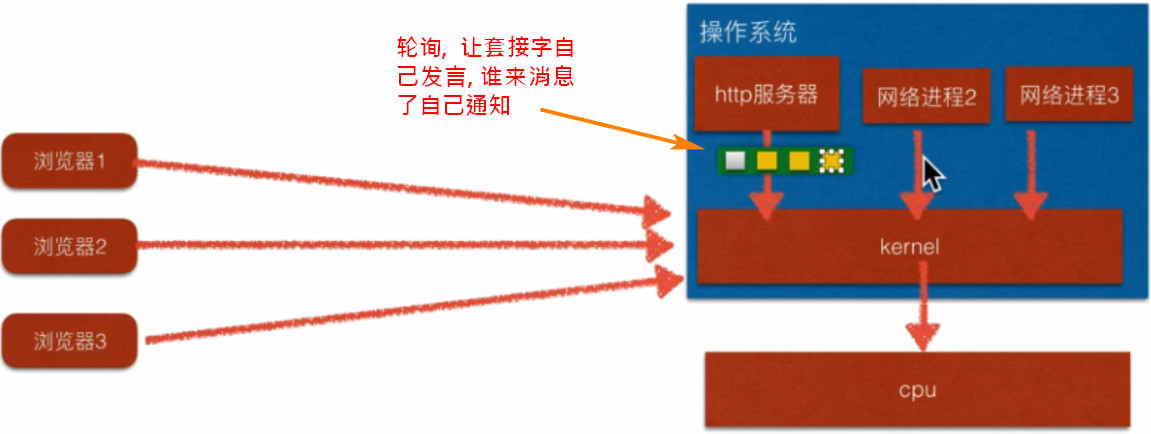 轮询, 让套接字自
己发言, 谁来消息
了自己通知
操作系统
http服务器
网络进程2
网络进程3
浏览器1
浏览器2
浏览器3
kernel
cpu